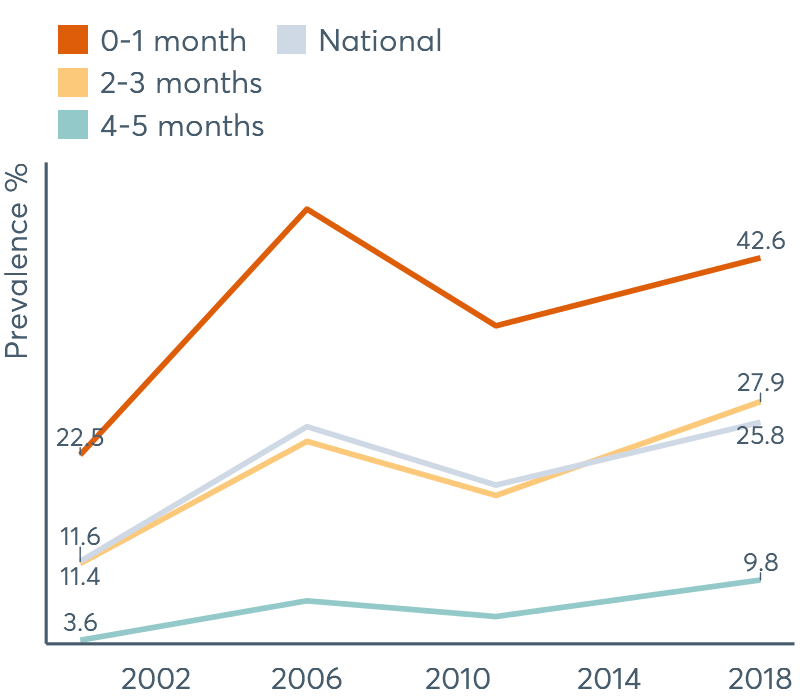 0-1 month
National
2-3 months
4-5 months
Prevalence %
42.6
27.9
22.5
25.8
11.6
11.4
9.8
3.6
2002 2006 2010 2014 2018